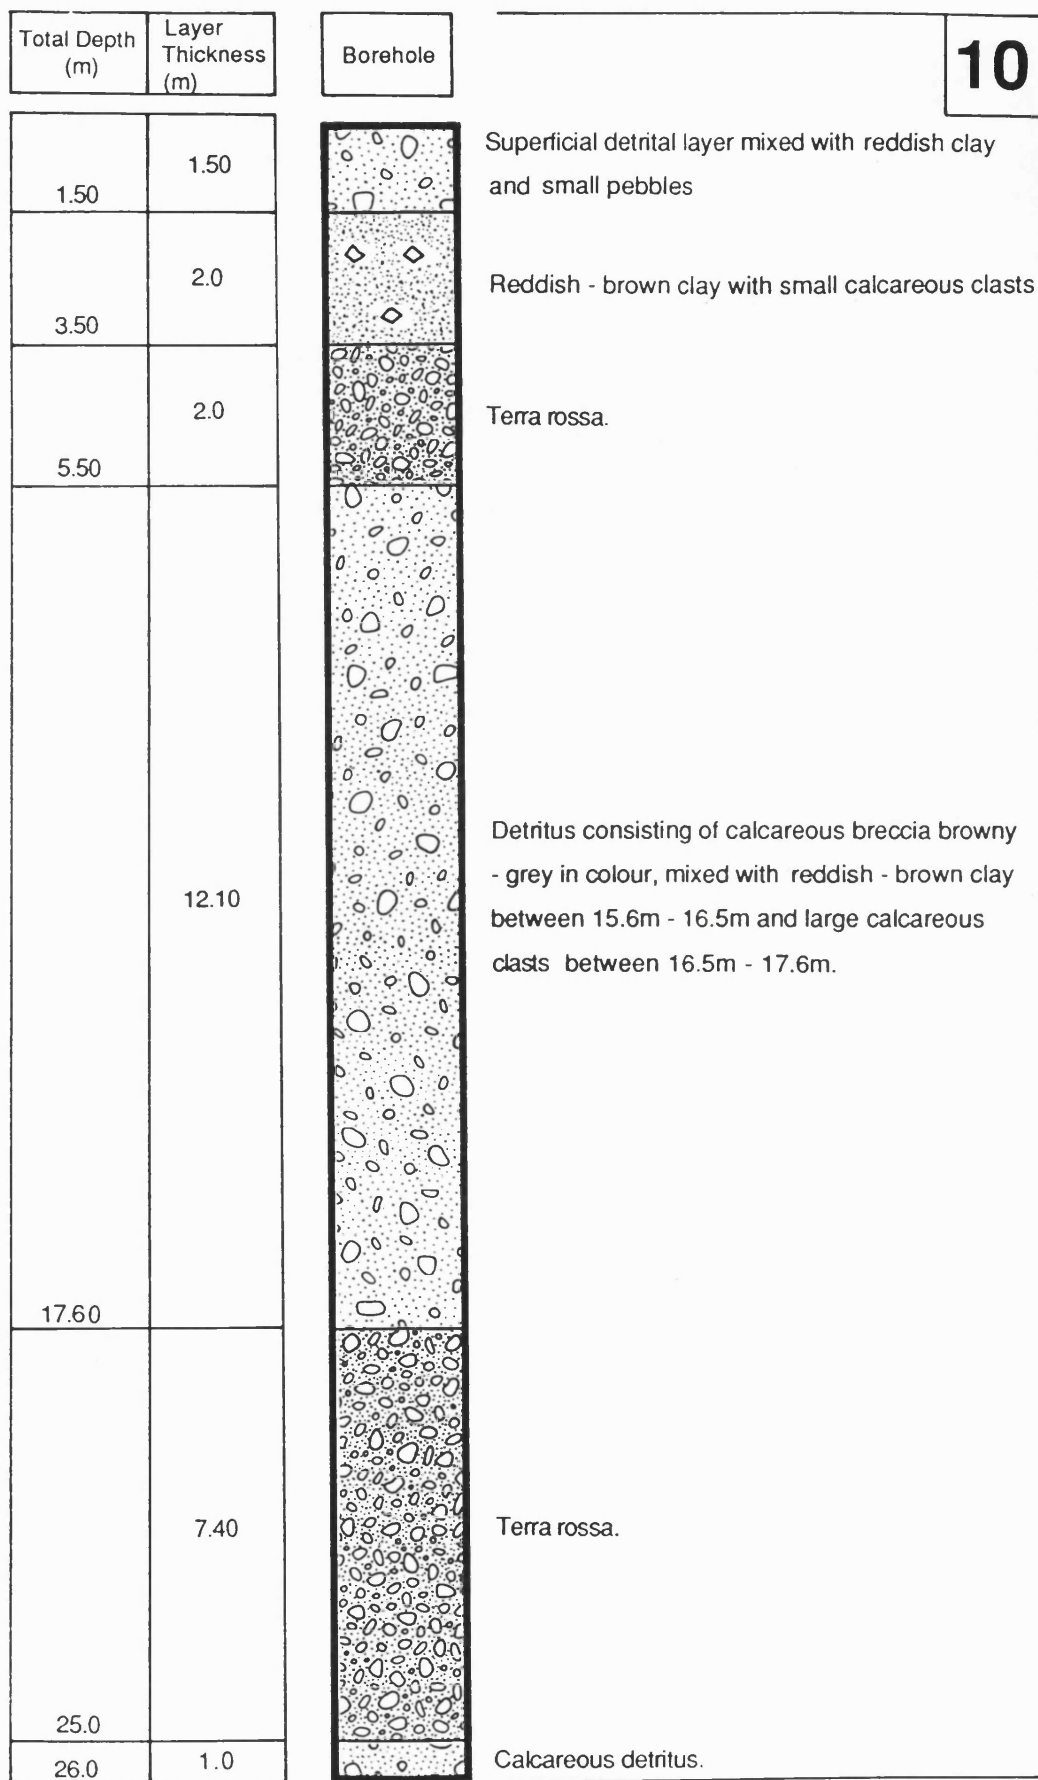 Total Depth
(m)
Layer
Thickness
(m)
Borehole
10
1.50
1.50
Superficial detrital layer mixed with reddish clay
and small pebbles
2.0
3.50
Reddish - brown clay with small calcareous clasts
2.0
5.50
Terra rossa.
12.10
17.60
Detritus consisting of calcareous breccia browny
- grey in colour, mixed with reddish - brown clay
between 15.6m - 16.5m and large calcareous
clasts between 16.5m - 17.6m.
7.40
25.0
Terra rossa.
1.0
26.0
Calcareous detritus.